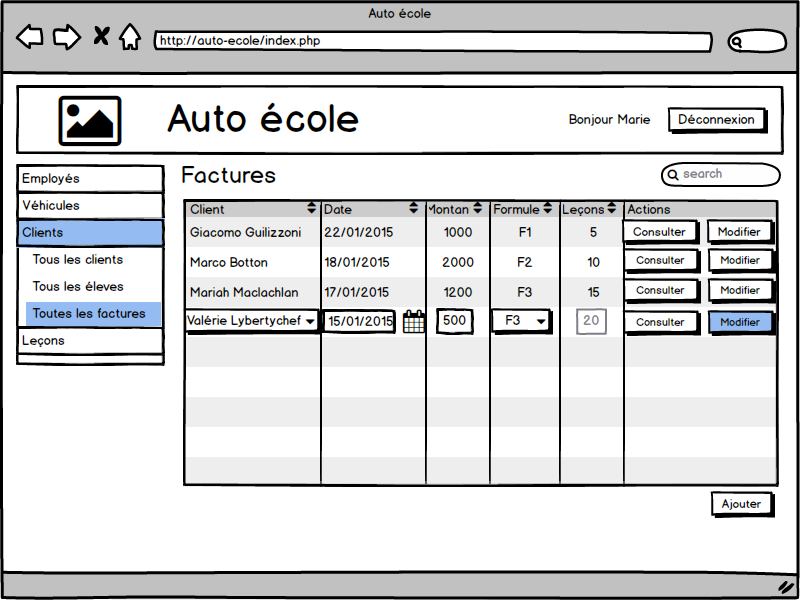 Auto école
http://auto-ecole/index.php
Auto école
Bonjour Marie
Déconnexion
Employés
Véhicules
Clients
Tous les clients
Tous les éleves
Toutes les factures
Leçons
Factures
search
Client Date Montan Formule Leçons Actions
Giacomo Guilizzoni 22/01/2015 1000 F1 5 Consulter Modifier
Marco Botton 18/01/2015 2000 F2 10 Consulter Modifier
Mariah Maclachlan 17/01/2015 1200 F3 15 Consulter Modifier
Valérie Lybertychef 15/01/2015 500 F3 20 Consulter Modifier
Ajouter